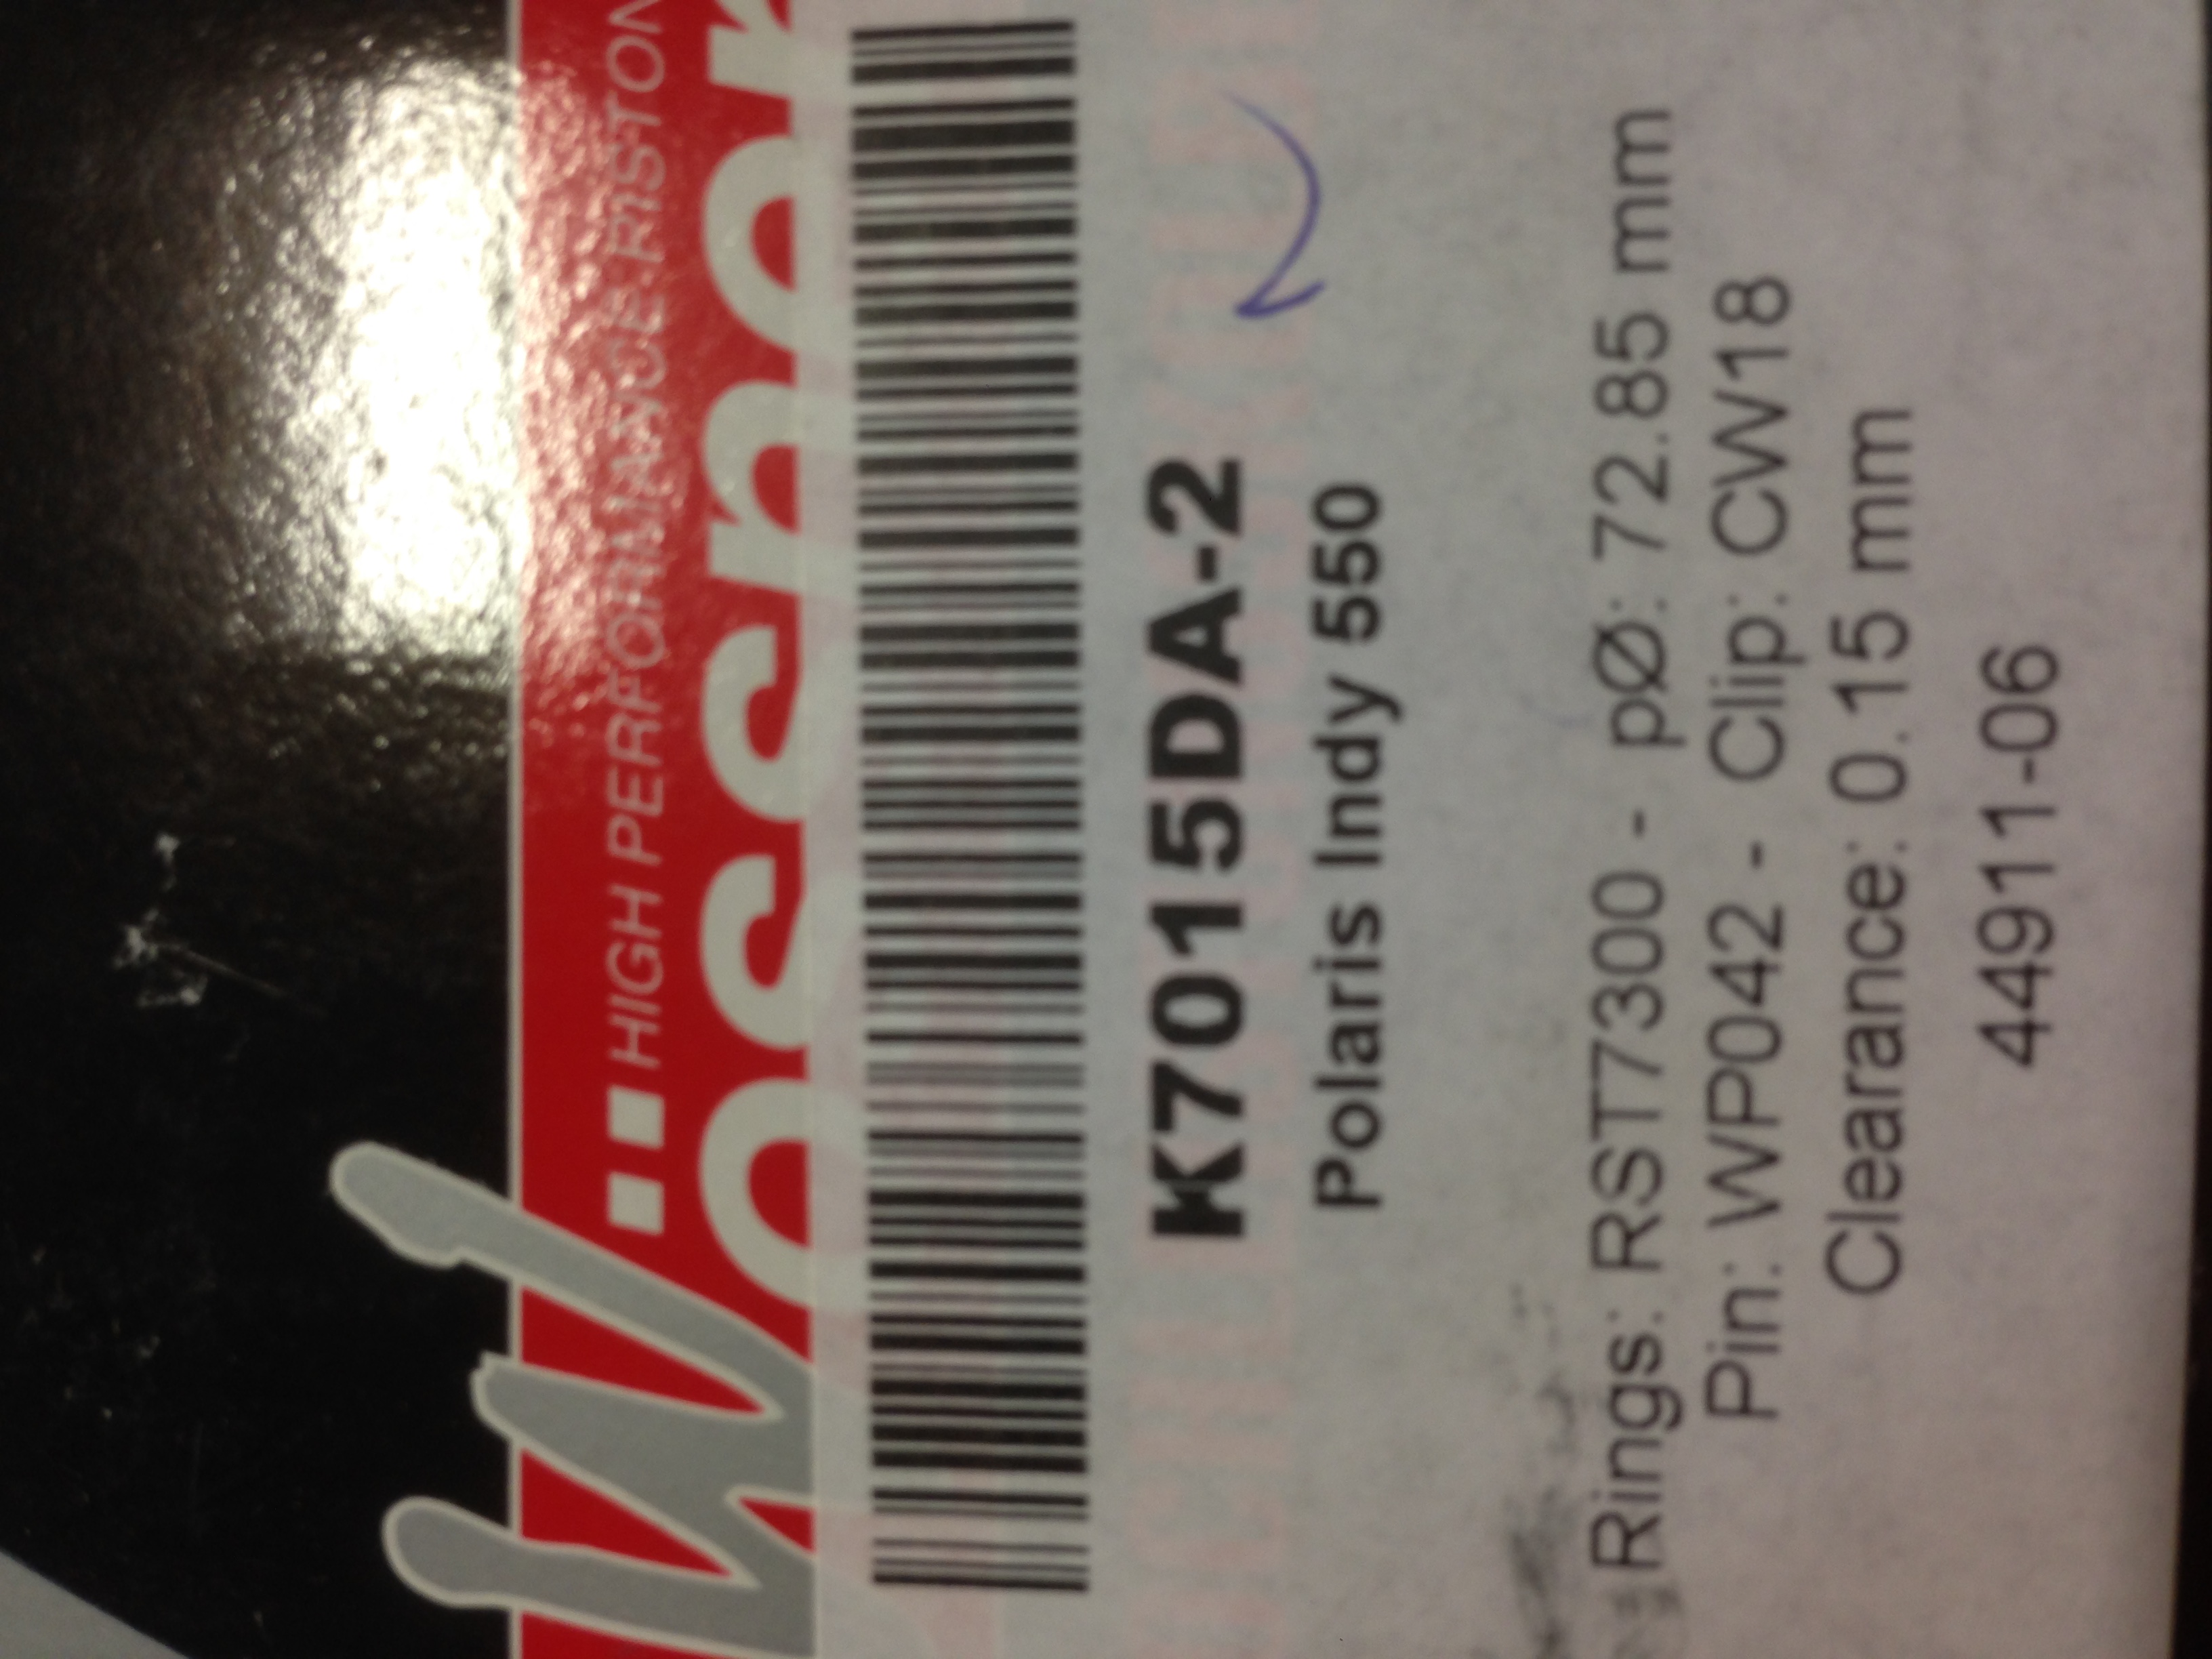 HIGH PERFORMANCE PISTON
Wössner
K7015DA-2
Polaris Indy 550
Rings: RST7300 - pØ: 72.85 mm
Pin: WP042 - Clip: CW18
Clearance: 0.15 mm
44911-06